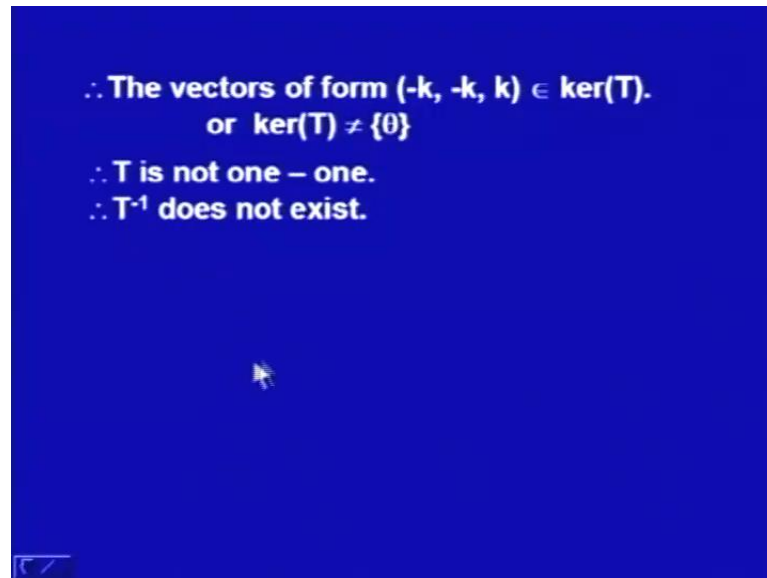 ∴ The vectors of form (-k, -k, k) ∈ ker(T).
or ker(T) ≠ {θ}
∴ T is not one – one.
∴ T⁻¹ does not exist.